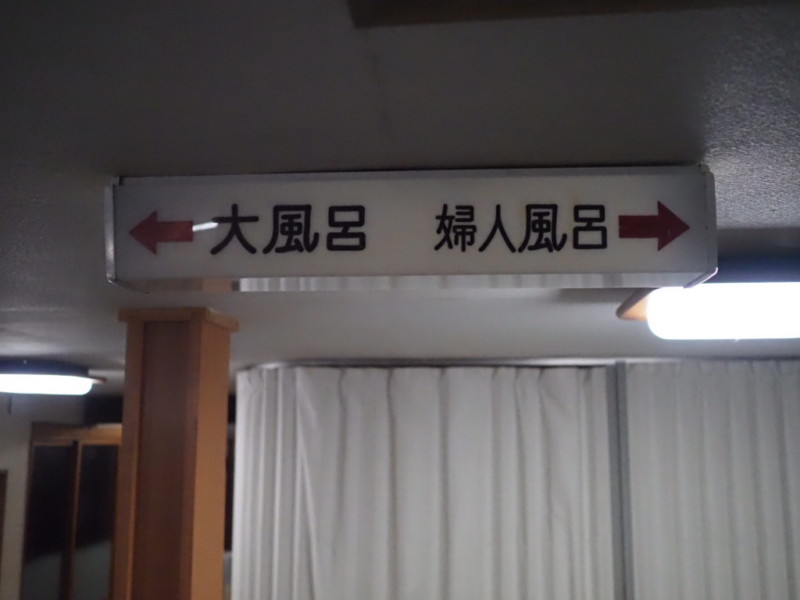 ← 大風呂 婦人風呂 →